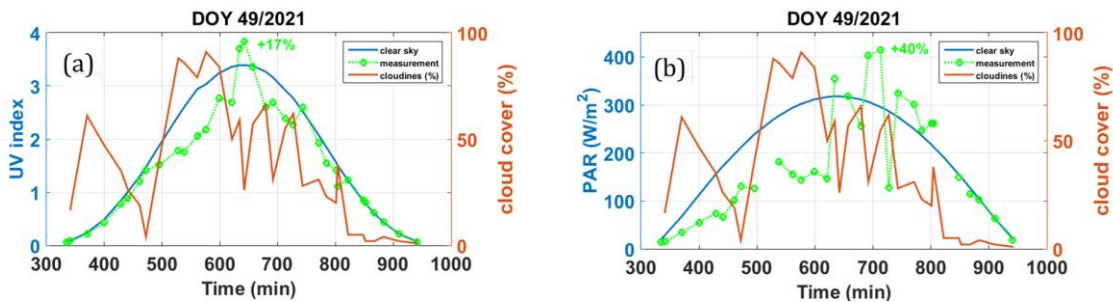 DOY 49/2021
(a)
+17%
clear sky
measurement
cloudines (%)
UV index
4
3
2
1
0
cloud cover (%)
100
50
0
300 400 500 600 700 800 900 1000
Time (min)
DOY 49/2021
(b)
+40%
clear sky
measurement
cloudines (%)
PAR (W/m²)
400
300
200
100
0
cloud cover (%)
100
50
0
300 400 500 600 700 800 900 1000
Time (min)